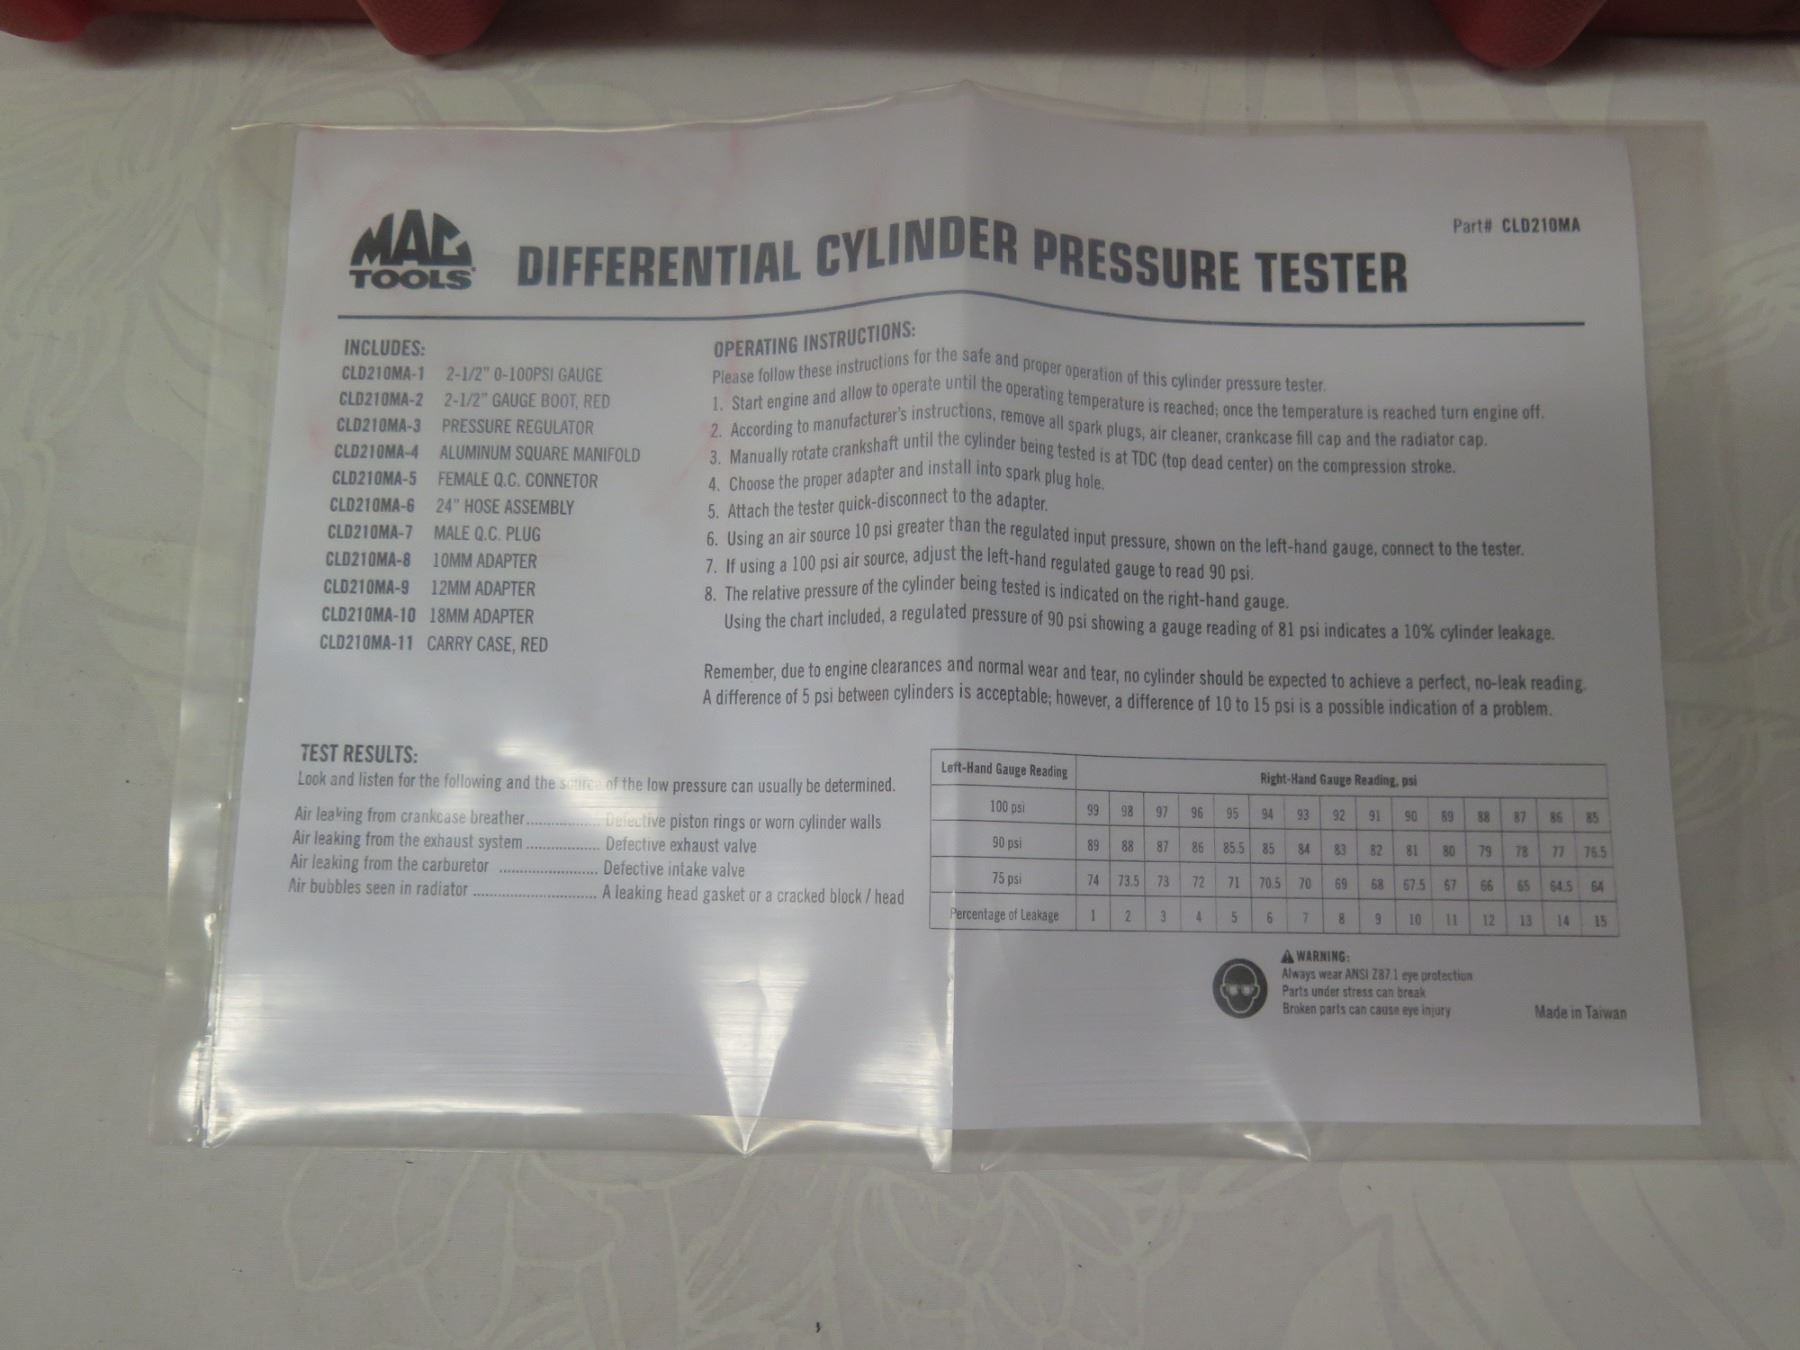 MAC
TOOLS
DIFFERENTIAL CYLINDER PRESSURE TESTER
Part# CLD210MA
INCLUDES:
CLD210MA-1 2-1/2" 0-100PSI GAUGE
CLD210MA-2 2-1/2" GAUGE BOOT, RED
CLD210MA-3 PRESSURE REGULATOR
CLD210MA-4 ALUMINUM SQUARE MANIFOLD
CLD210MA-5 FEMALE Q.C. CONNETOR
CLD210MA-6 24" HOSE ASSEMBLY
CLD210MA-7 MALE Q.C. PLUG
CLD210MA-8 10MM ADAPTER
CLD210MA-9 12MM ADAPTER
CLD210MA-10 18MM ADAPTER
CLD210MA-11 CARRY CASE, RED
OPERATING INSTRUCTIONS:
Please follow these instructions for the safe and proper operation of this cylinder pressure tester.
1. Start engine and allow to operate until the operating temperature is reached; once the temperature is reached turn engine off.
2. According to manufacturer's instructions, remove all spark plugs, air cleaner, crankcase fill cap and the radiator cap.
3. Manually rotate crankshaft until the cylinder being tested is at TDC (top dead center) on the compression stroke.
4. Choose the proper adapter and install into spark plug hole.
5. Attach the tester quick-disconnect to the adapter.
6. Using an air source 10 psi greater than the regulated input pressure, shown on the left-hand gauge, connect to the tester.
7. If using a 100 psi air source, adjust the left-hand regulated gauge to read 90 psi.
8. The relative pressure of the cylinder being tested is indicated on the right-hand gauge.
Using the chart included, a regulated pressure of 90 psi showing a gauge reading of 81 psi indicates a 10% cylinder leakage.
Remember, due to engine clearances and normal wear and tear, no cylinder should be expected to achieve a perfect, no-leak reading.
A difference of 5 psi between cylinders is acceptable; however, a difference of 10 to 15 psi is a possible indication of a problem.
TEST RESULTS:
Look and listen for the following and the source of the low pressure can usually be determined.
Air leaking from crankcase breather.................. Defective piston rings or worn cylinder walls
Air leaking from the exhaust system .................. Defective exhaust valve
Air leaking from the carburetor ........................ Defective intake valve
Air bubbles seen in radiator .............................. A leaking head gasket or a cracked block / head
Left-Hand Gauge Reading Right-Hand Gauge Reading, psi
100 psi 99 98 97 96 95 94 93 92 91 90 89 88 87 86 85
90 psi 89 88 87 86 85.5 85 84 83 82 81 80 79 78 77 76.5
75 psi 74 73.5 73 72 71 70.5 70 69 68 67.5 67 66 65 64.5 64
Percentage of Leakage 1 2 3 4 5 6 7 8 9 10 11 12 13 14 15
WARNING:
Always wear ANSI Z87.1 eye protection
Parts under stress can break
Broken parts can cause eye injury
Made in Taiwan